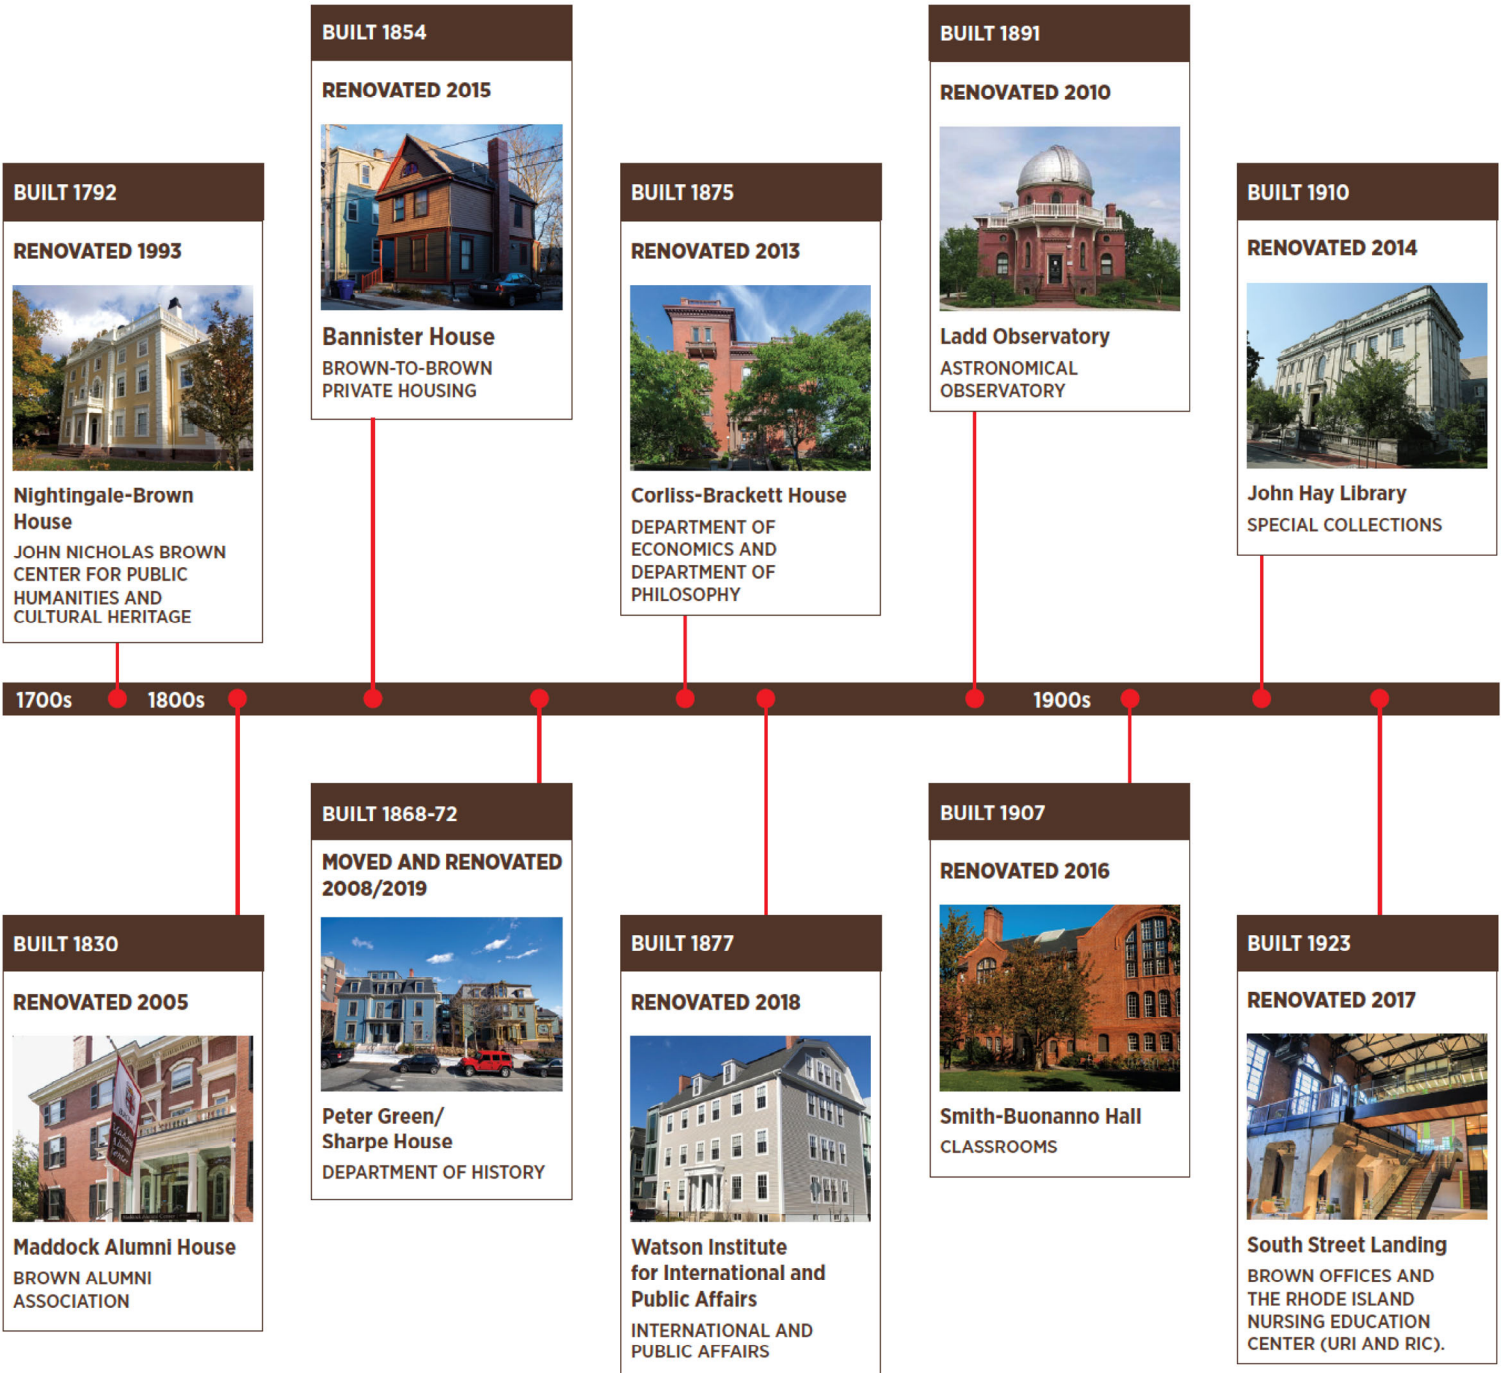 BUILT 1792
RENOVATED 1993
Nightingale-Brown
House
JOHN NICHOLAS BROWN
CENTER FOR PUBLIC
HUMANITIES AND
CULTURAL HERITAGE
BUILT 1854
RENOVATED 2015
Bannister House
BROWN-TO-BROWN
PRIVATE HOUSING
BUILT 1875
RENOVATED 2013
Corliss-Brackett House
DEPARTMENT OF
ECONOMICS AND
DEPARTMENT OF
PHILOSOPHY
BUILT 1891
RENOVATED 2010
Ladd Observatory
ASTRONOMICAL
OBSERVATORY
BUILT 1910
RENOVATED 2014
John Hay Library
SPECIAL COLLECTIONS
1700s
1800s
1900s
BUILT 1830
RENOVATED 2005
Maddock Alumni House
BROWN ALUMNI
ASSOCIATION
BUILT 1868-72
MOVED AND RENOVATED
2008/2019
Peter Green/
Sharpe House
DEPARTMENT OF HISTORY
BUILT 1877
RENOVATED 2018
Watson Institute
for International and
Public Affairs
INTERNATIONAL AND
PUBLIC AFFAIRS
BUILT 1907
RENOVATED 2016
Smith-Buonanno Hall
CLASSROOMS
BUILT 1923
RENOVATED 2017
South Street Landing
BROWN OFFICES AND
THE RHODE ISLAND
NURSING EDUCATION
CENTER (URI AND RIC).